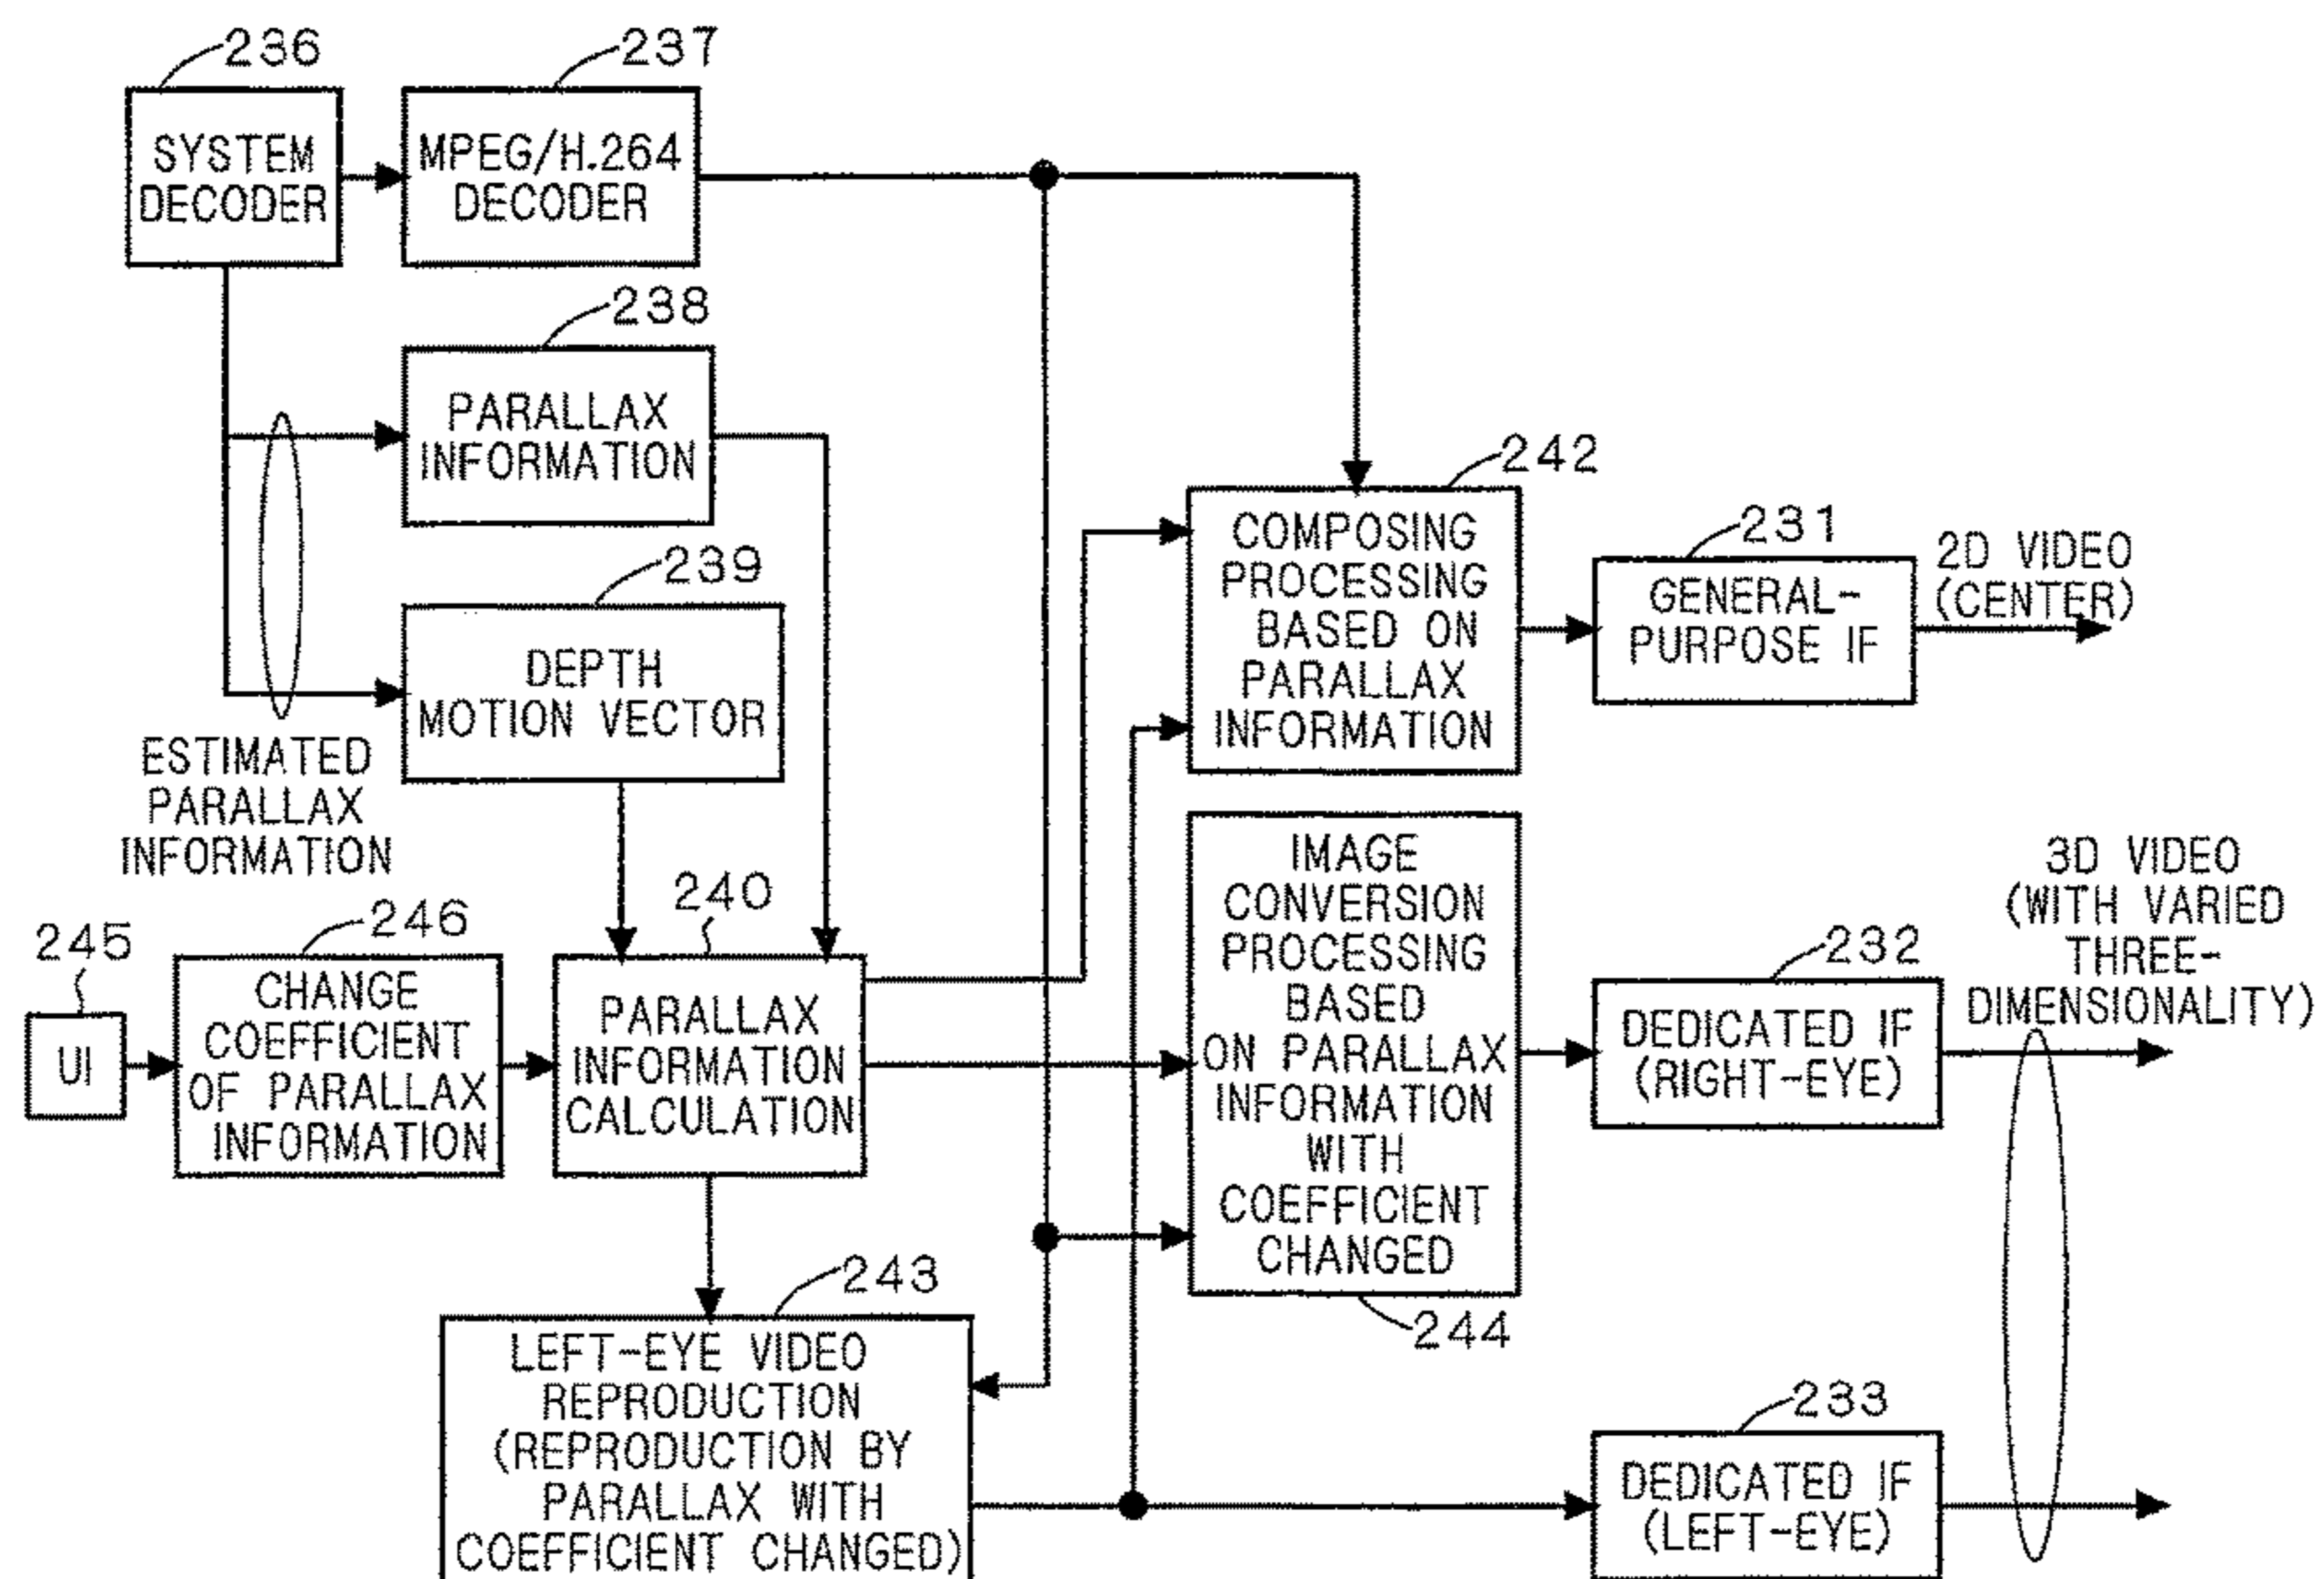 236
SYSTEM
DECODER
237
MPEG/H.264
DECODER
238
PARALLAX
INFORMATION
239
DEPTH
MOTION VECTOR
ESTIMATED
PARALLAX
INFORMATION
245
UI
246
CHANGE
COEFFICIENT
OF PARALLAX
INFORMATION
240
PARALLAX
INFORMATION
CALCULATION
242
COMPOSING
PROCESSING
BASED ON
PARALLAX
INFORMATION
231
GENERAL-
PURPOSE IF
2D VIDEO
(CENTER)
IMAGE
CONVERSION
PROCESSING
BASED
ON PARALLAX
INFORMATION
WITH
COEFFICIENT
CHANGED
244
232
DEDICATED IF
(RIGHT-EYE)
3D VIDEO
(WITH VARIED
THREE-
DIMENSIONALITY)
243
LEFT-EYE VIDEO
REPRODUCTION
(REPRODUCTION BY
PARALLAX WITH
COEFFICIENT CHANGED)
233
DEDICATED IF
(LEFT-EYE)